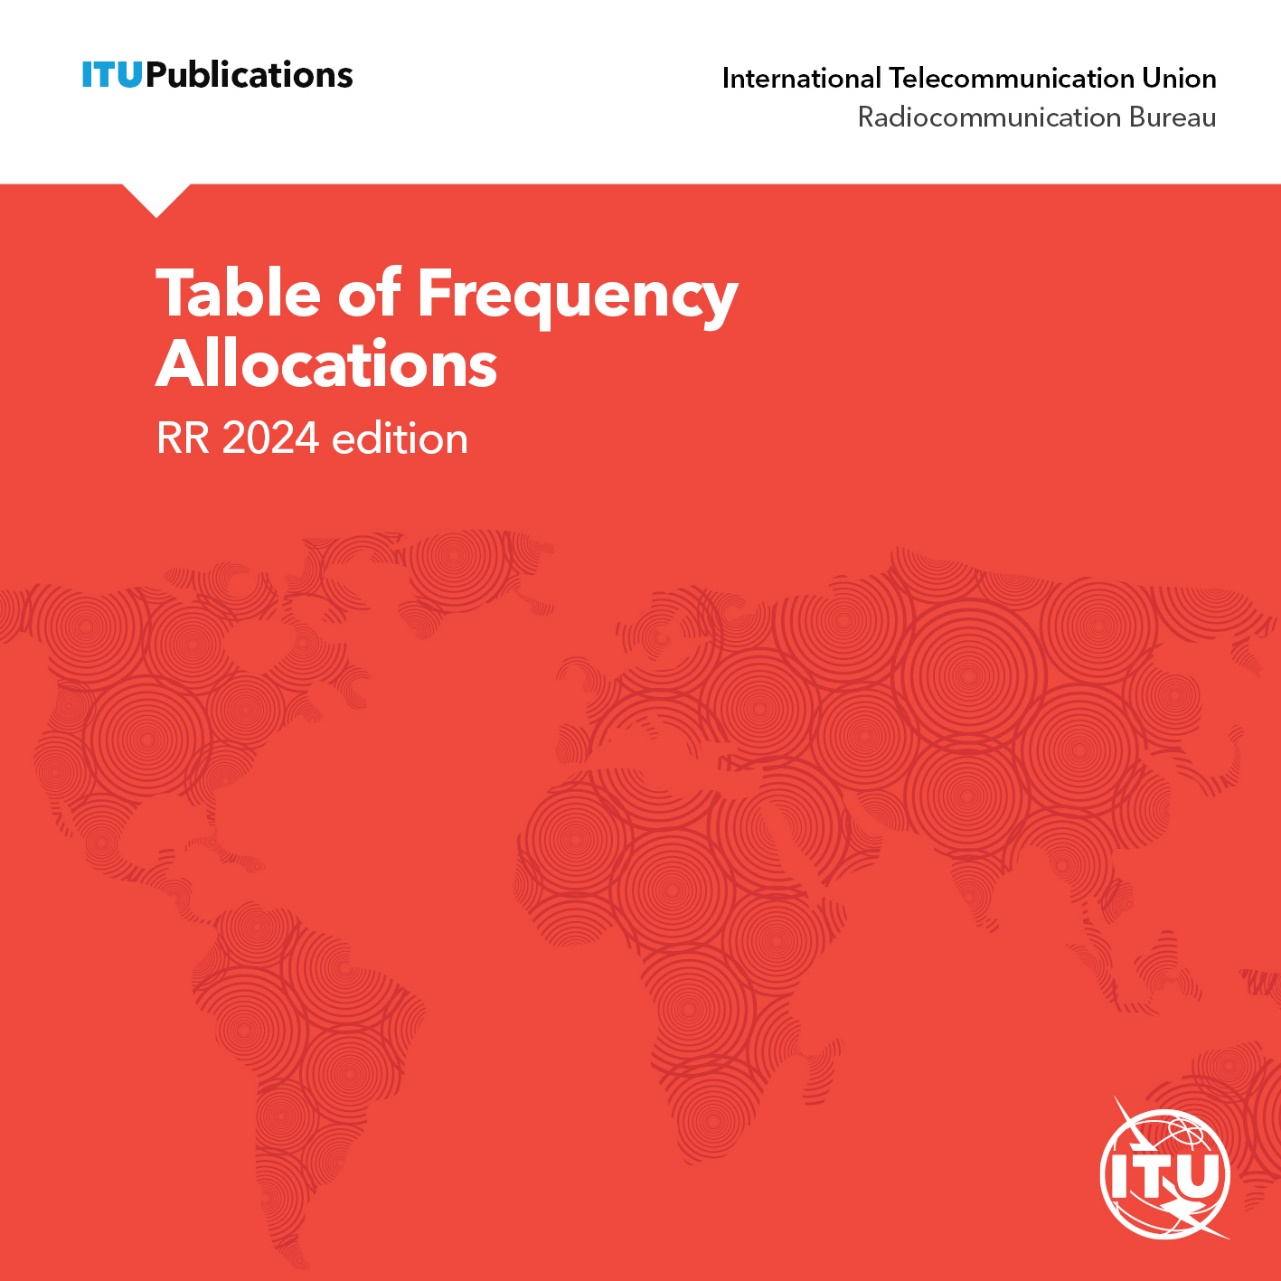 ITUPublications
International Telecommunication Union
Radiocommunication Bureau
Table of Frequency
Allocations
RR 2024 edition
ITU